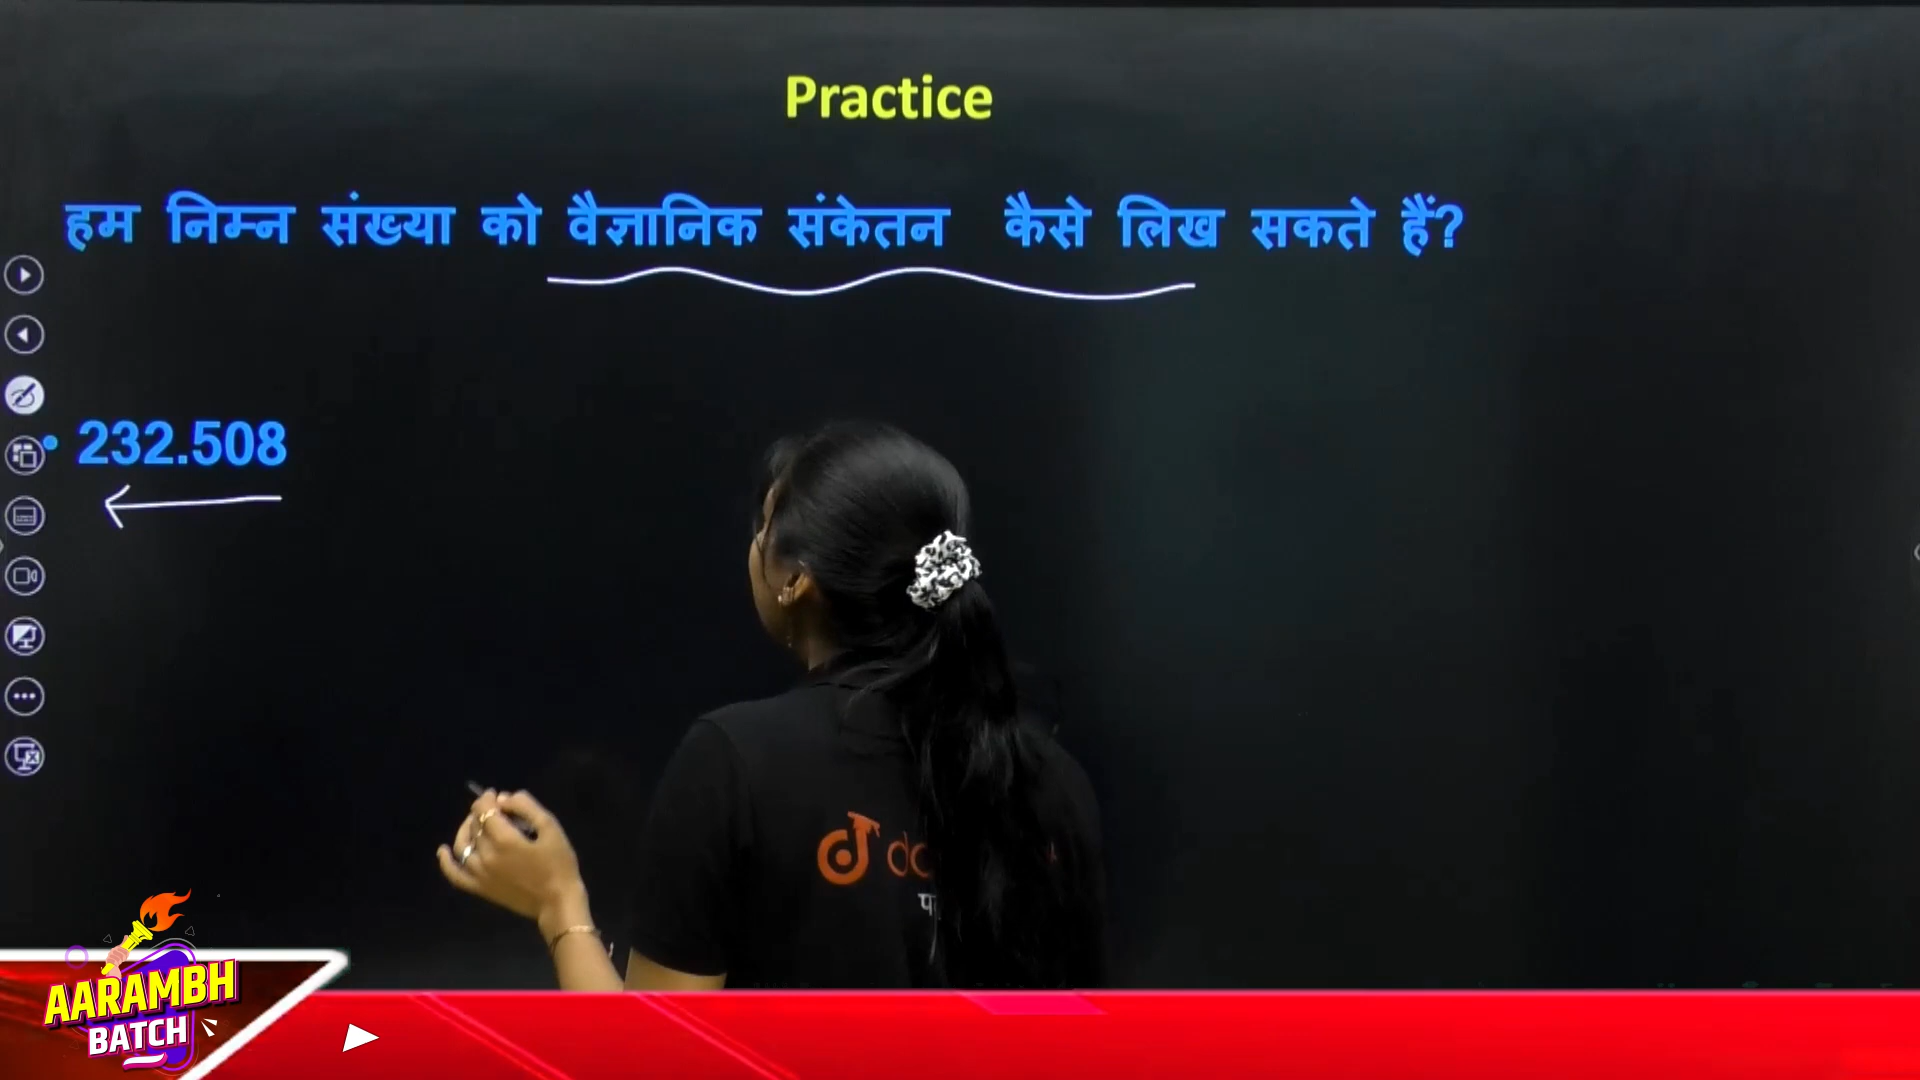 Practice
हम निम्न संख्या को वैज्ञानिक संकेतन कैसे लिख सकते हैं?
• 232.508
AARAMBH
BATCH